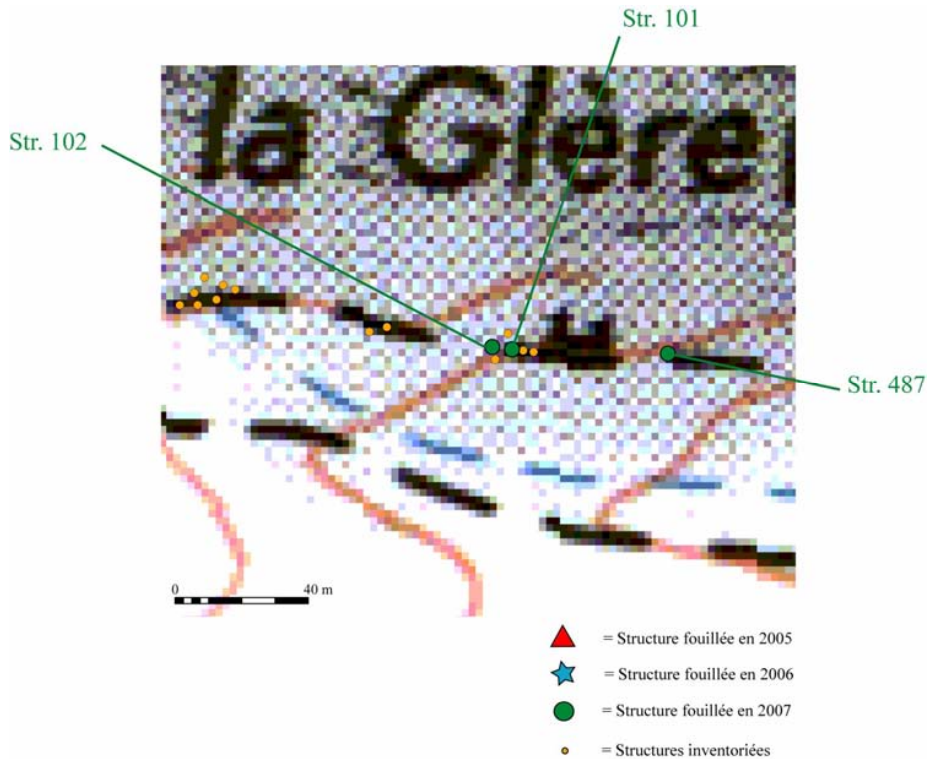 Str. 101
la Glère
Str. 102
Str. 487
0 40 m
= Structure fouillée en 2005
= Structure fouillée en 2006
= Structure fouillée en 2007
= Structures inventoriées